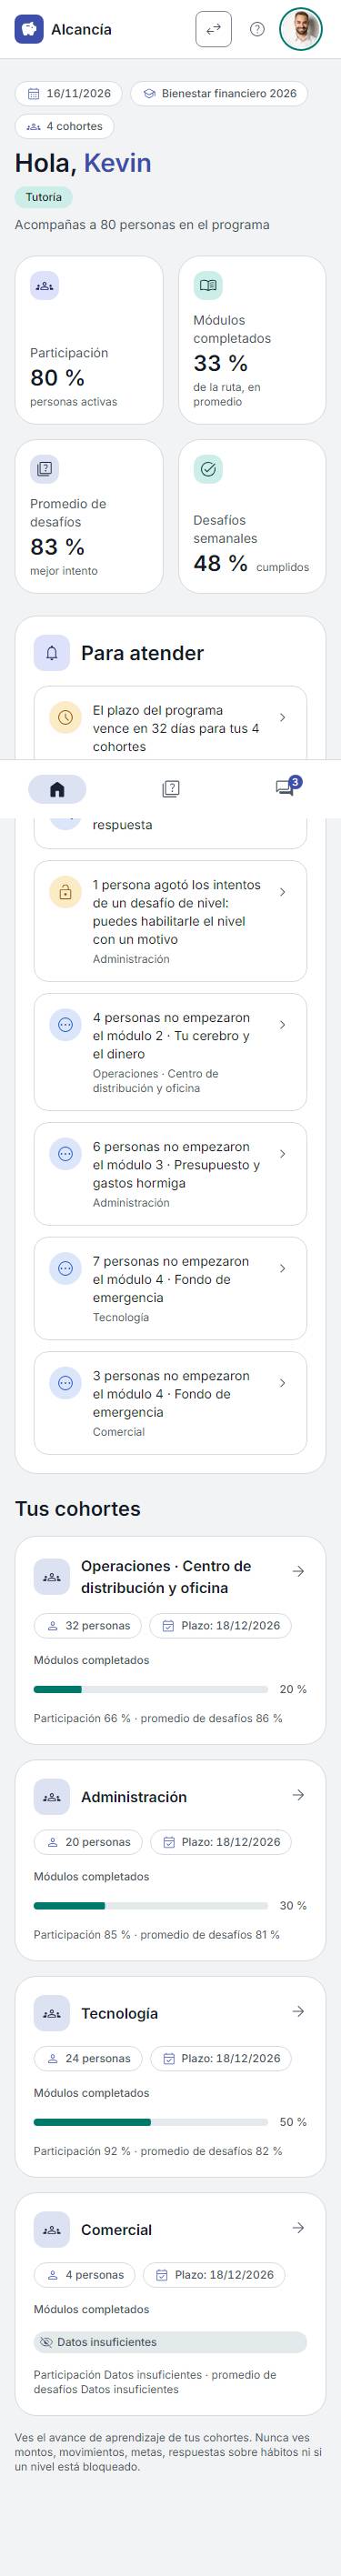 Alcancía
16/11/2026
Bienestar financiero 2026
4 cohortes
Hola, Kevin
Tutoría
Acompañas a 80 personas en el programa
Participación
80 %
personas activas
Módulos
completados
33 %
de la ruta, en
promedio
Promedio de
desafíos
83 %
mejor intento
Desafíos
semanales
48 % cumplidos
Para atender
El plazo del programa
vence en 32 días para tus 4
cohortes
3
respuesta
1 persona agotó los intentos
de un desafío de nivel:
puedes habilitarle el nivel
con un motivo
Administración
4 personas no empezaron
el módulo 2 · Tu cerebro y
el dinero
Operaciones · Centro de
distribución y oficina
6 personas no empezaron
el módulo 3 · Presupuesto y
gastos hormiga
Administración
7 personas no empezaron
el módulo 4 · Fondo de
emergencia
Tecnología
3 personas no empezaron
el módulo 4 · Fondo de
emergencia
Comercial
Tus cohortes
Operaciones · Centro de
distribución y oficina
32 personas
Plazo: 18/12/2026
Módulos completados
20 %
Participación 66 % · promedio de desafíos 86 %
Administración
20 personas
Plazo: 18/12/2026
Módulos completados
30 %
Participación 85 % · promedio de desafíos 81 %
Tecnología
24 personas
Plazo: 18/12/2026
Módulos completados
50 %
Participación 92 % · promedio de desafíos 82 %
Comercial
4 personas
Plazo: 18/12/2026
Módulos completados
Datos insuficientes
Participación Datos insuficientes · promedio de
desafíos Datos insuficientes
Ves el avance de aprendizaje de tus cohortes. Nunca ves
montos, movimientos, metas, respuestas sobre hábitos ni si
un nivel está bloqueado.